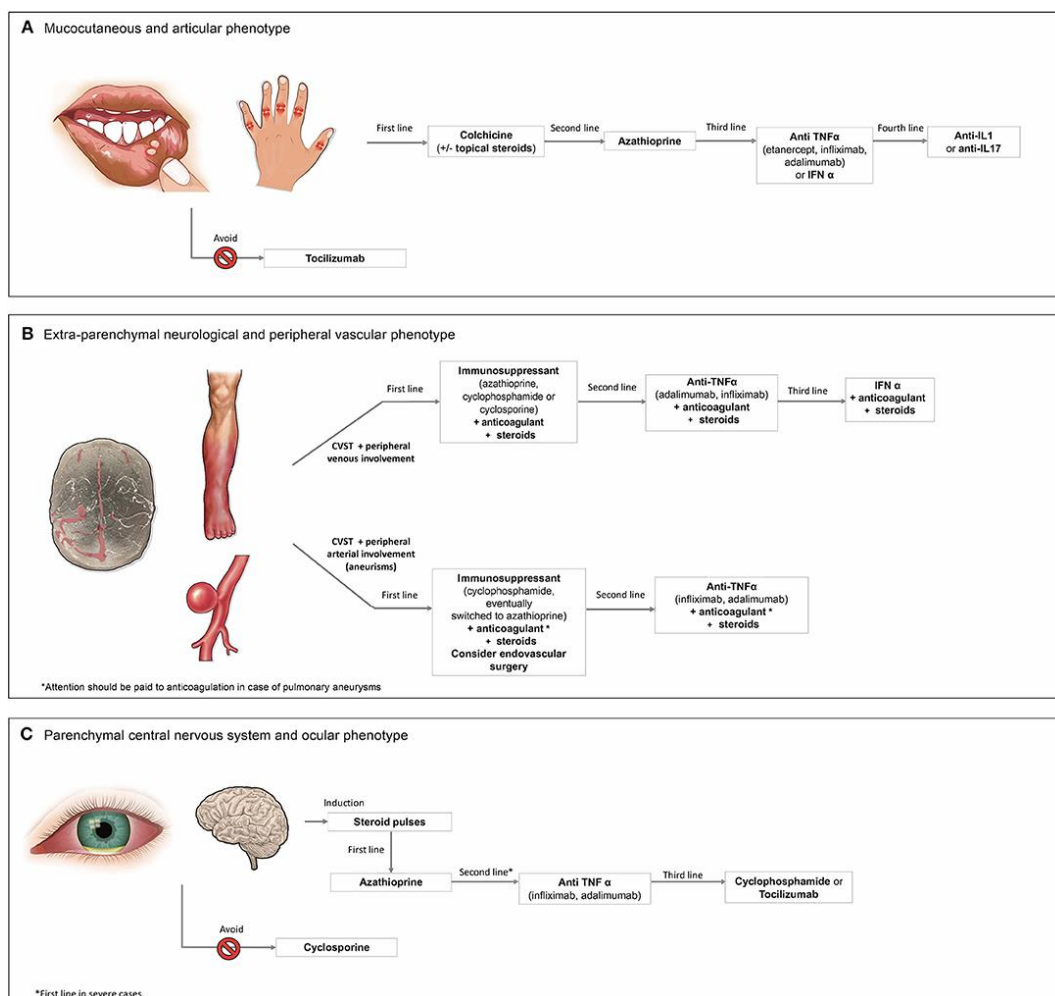 A Mucocutaneous and articular phenotype
First line
Colchicine
(+/- topical steroids)
Second line
Azathioprine
Third line
Anti TNFα
(etanercept, infliximab,
adalimumab)
or IFN α
Fourth line
Anti-IL1
or anti-IL17
Avoid
Tocilizumab
B Extra-parenchymal neurological and peripheral vascular phenotype
CVST + peripheral
venous involvement
First line
Immunosuppressant
(azathioprine,
cyclophosphamide or
cyclosporine)
+ anticoagulant
+ steroids
Second line
Anti-TNFα
(adalimumab, infliximab)
+ anticoagulant
+ steroids
Third line
IFN α
+ anticoagulant
+ steroids
CVST + peripheral
arterial involvement
(aneurisms)
First line
Immunosuppressant
(cyclophosphamide,
eventually
switched to azathioprine)
+ anticoagulant *
+ steroids
Consider endovascular
surgery
Second line
Anti-TNFα
(infliximab, adalimumab)
+ anticoagulant *
+ steroids
*Attention should be paid to anticoagulation in case of pulmonary aneurysms
C Parenchymal central nervous system and ocular phenotype
Induction
Steroid pulses
First line
Azathioprine
Second line*
Anti TNF α
(infliximab, adalimumab)
Third line
Cyclophosphamide or
Tocilizumab
Avoid
Cyclosporine
*First line in severe cases